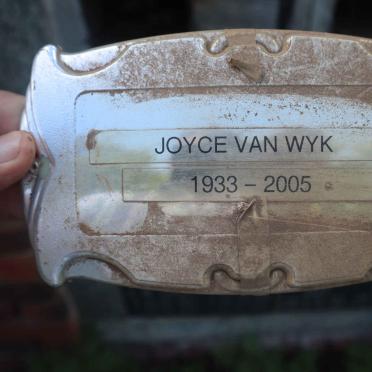 JOYCE VAN WYK
1933 – 2005